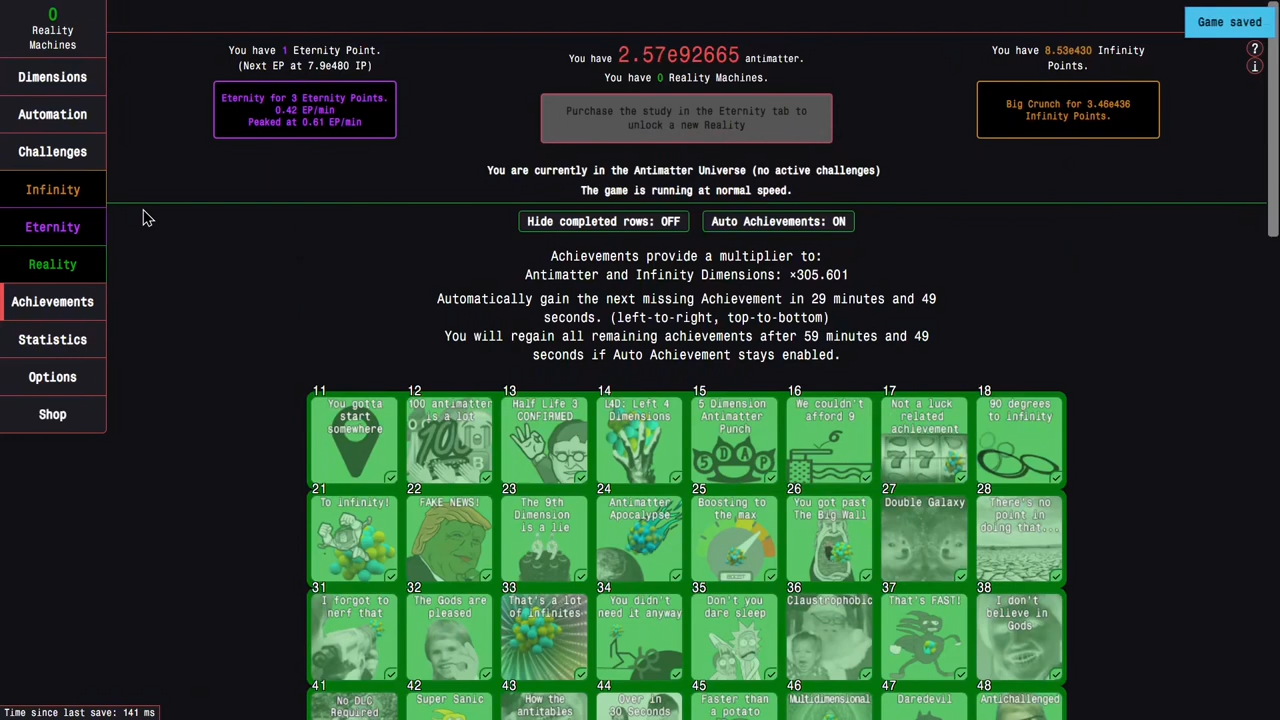 0
Reality
Machines
Dimensions
Automation
Challenges
Infinity
Eternity
Reality
Achievements
Statistics
Options
Shop
Game saved
You have 1 Eternity Point.
(Next EP at 7.9e480 IP)
Eternity for 3 Eternity Points.
0.42 EP/min
Peaked at 0.61 EP/min
You have 2.57e92665 antimatter.
You have 0 Reality Machines.
Purchase the study in the Eternity tab to
unlock a new Reality
You have 8.53e430 Infinity
Points.
Big Crunch for 3.46e436
Infinity Points.
?
i
You are currently in the Antimatter Universe (no active challenges)
The game is running at normal speed.
Hide completed rows: OFF
Auto Achievements: ON
Achievements provide a multiplier to:
Antimatter and Infinity Dimensions: ×305.601
Automatically gain the next missing Achievement in 29 minutes and 49
seconds. (left-to-right, top-to-bottom)
You will regain all remaining achievements after 59 minutes and 49
seconds if Auto Achievement stays enabled.
11
You gotta
start
somewhere
12
100 antimatter
is a lot
13
Half Life 3
CONFIRMED
14
L4D: Left 4
Dimensions
15
5 Dimension
Antimatter
Punch
5 D A P
16
We couldn't
afford 9
17
Not a luck
related
achievement
7 7
18
90 degrees
to infinity
21
To infinity!
22
FAKE NEWS!
23
The 9th
Dimension
is a lie
99
24
Antimatter
Apocalypse
25
Boosting to
the max
26
You got past
The Big Wall
27
Double Galaxy
28
There's no
point in
doing that...
31
I forgot to
nerf that
32
The Gods are
pleased
33
That's a lot
of infinites
34
You didn't
need it anyway
35
Don't you
dare sleep
36
Claustrophobic
37
That's FAST!
38
I don't
believe in
Gods
41
No DLC
Required
42
Super Sanic
43
How the
antitables
44
Over in
30 Seconds
45
Faster than
a potato
46
Multidimensional
47
Daredevil
48
Antichallenged
Time since last save: 141 ms